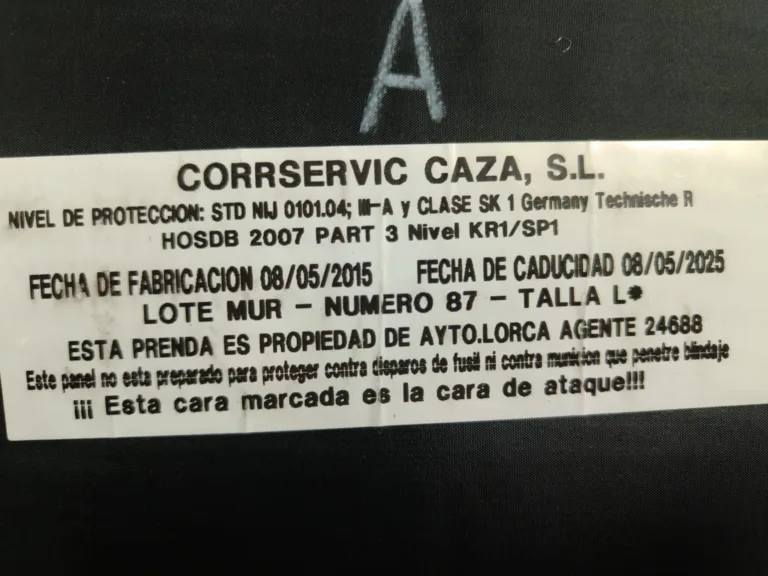 A
CORRSERVIC CAZA, S.L.
NIVEL DE PROTECCION: STD NIJ 0101.04; III-A y CLASE SK 1 Germany Technische R
HOSDB 2007 PART 3 Nivel KR1/SP1
FECHA DE FABRICACION 08/05/2015 FECHA DE CADUCIDAD 08/05/2025
LOTE MUR - NUMERO 87 - TALLA L*
ESTA PRENDA ES PROPIEDAD DE AYTO.LORCA AGENTE 24688
Este panel no esta preparado para proteger contra disparos de fusil ni contra municion que penetre blindaje
¡¡¡ Esta cara marcada es la cara de ataque!!!